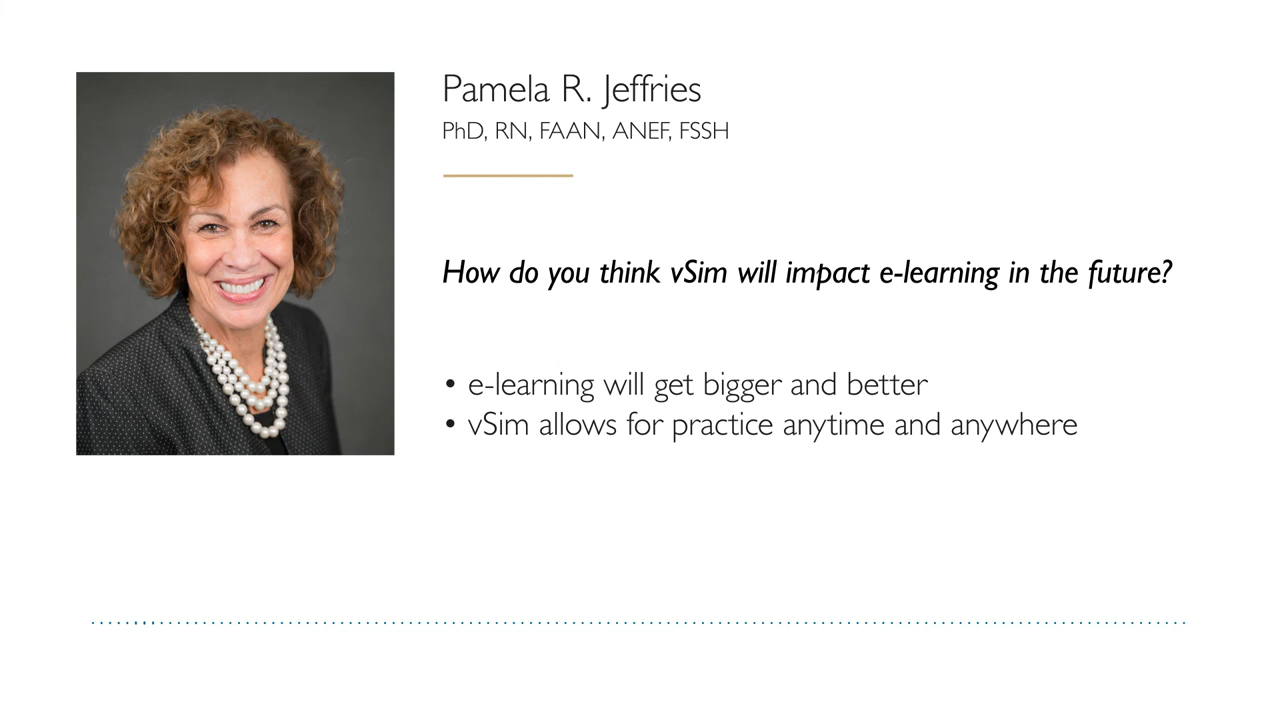 Pamela R. Jeffries
PhD, RN, FAAN, ANEF, FSSH
How do you think vSim will impact e-learning in the future?
• e-learning will get bigger and better
• vSim allows for practice anytime and anywhere